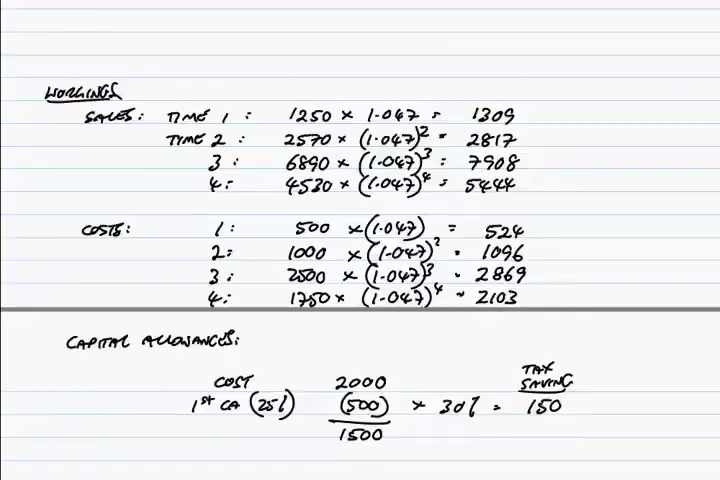 WORKINGS
SALES: TIME 1: 1250 × 1.047 = 1309
TIME 2: 2570 × (1.047)² = 2817
3: 6890 × (1.047)³ = 7908
4: 4530 × (1.047)⁴ = 5444
COSTS: 1: 500 × (1.047) = 524
2: 1000 × (1.047)² = 1096
3: 2500 × (1.047)³ = 2869
4: 1750 × (1.047)⁴ = 2103
CAPITAL ALLOWANCES:
TAX
COST 2000 SAVING
1ST CA (25%) (500) × 30% = 150
1500